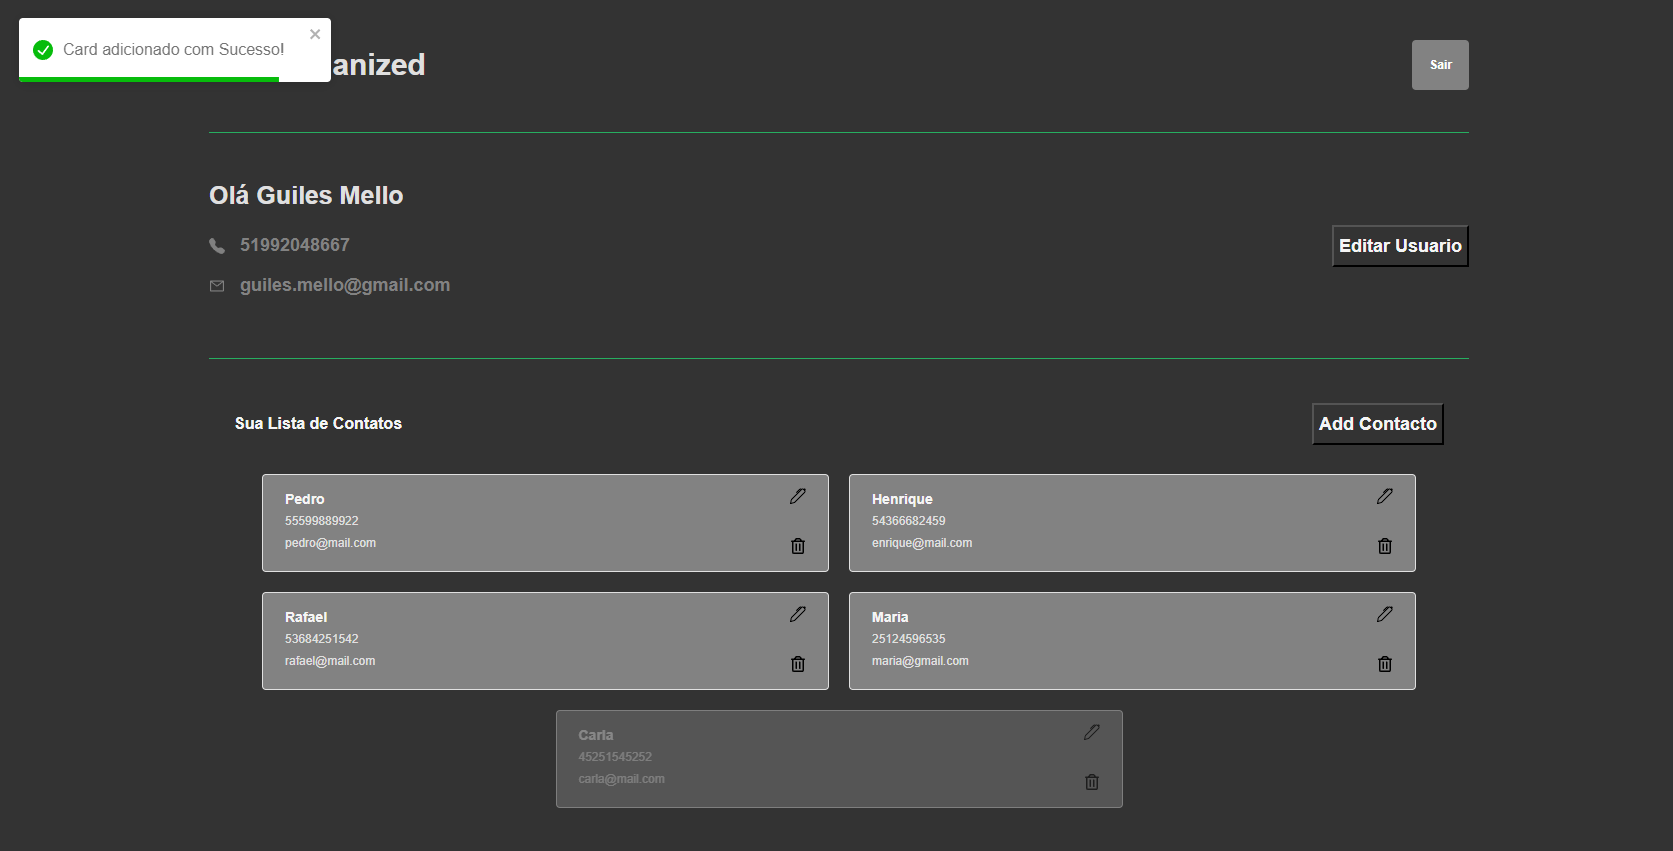 Card adicionado com Sucesso!
anized
Sair
Olá Guiles Mello
51992048667
guiles.mello@gmail.com
Editar Usuario
Sua Lista de Contatos
Add Contacto
Pedro
55599889922
pedro@mail.com
Henrique
54366682459
enrique@mail.com
Rafael
53684251542
rafael@mail.com
Maria
25124596535
maria@gmail.com
Carla
45251545252
carla@mail.com